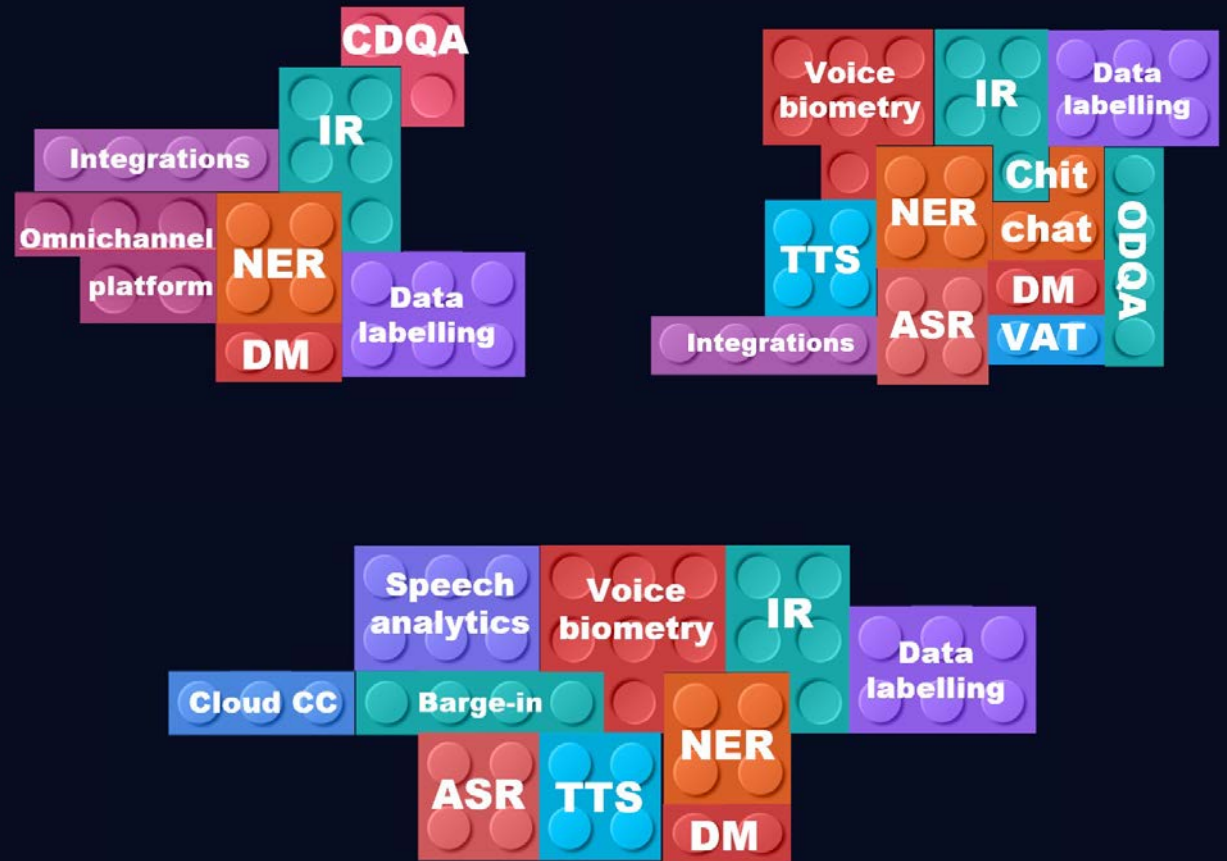 CDQA
IR
Integrations
Omnichannel
platform
NER
Data
labelling
DM
Voice
biometry
IR
Data
labelling
NER
Chit
chat
ODQA
TTS
DM
ASR
VAT
Integrations
Speech
analytics
Voice
biometry
IR
Data
labelling
Cloud CC
Barge-in
NER
ASR
TTS
DM